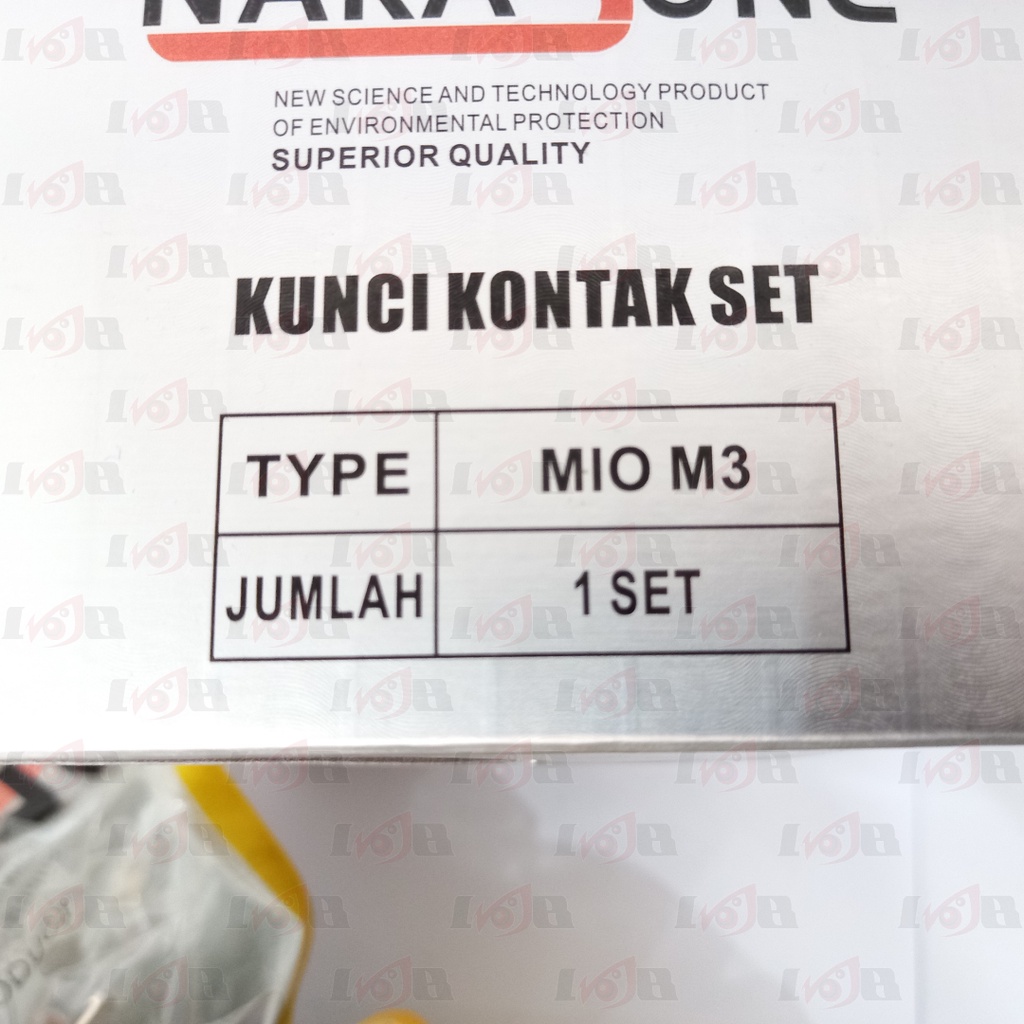 NEW SCIENCE AND TECHNOLOGY PRODUCT
OF ENVIRONMENTAL PROTECTION
SUPERIOR QUALITY
KUNCI KONTAK SET
TYPE MIO M3
JUMLAH 1 SET